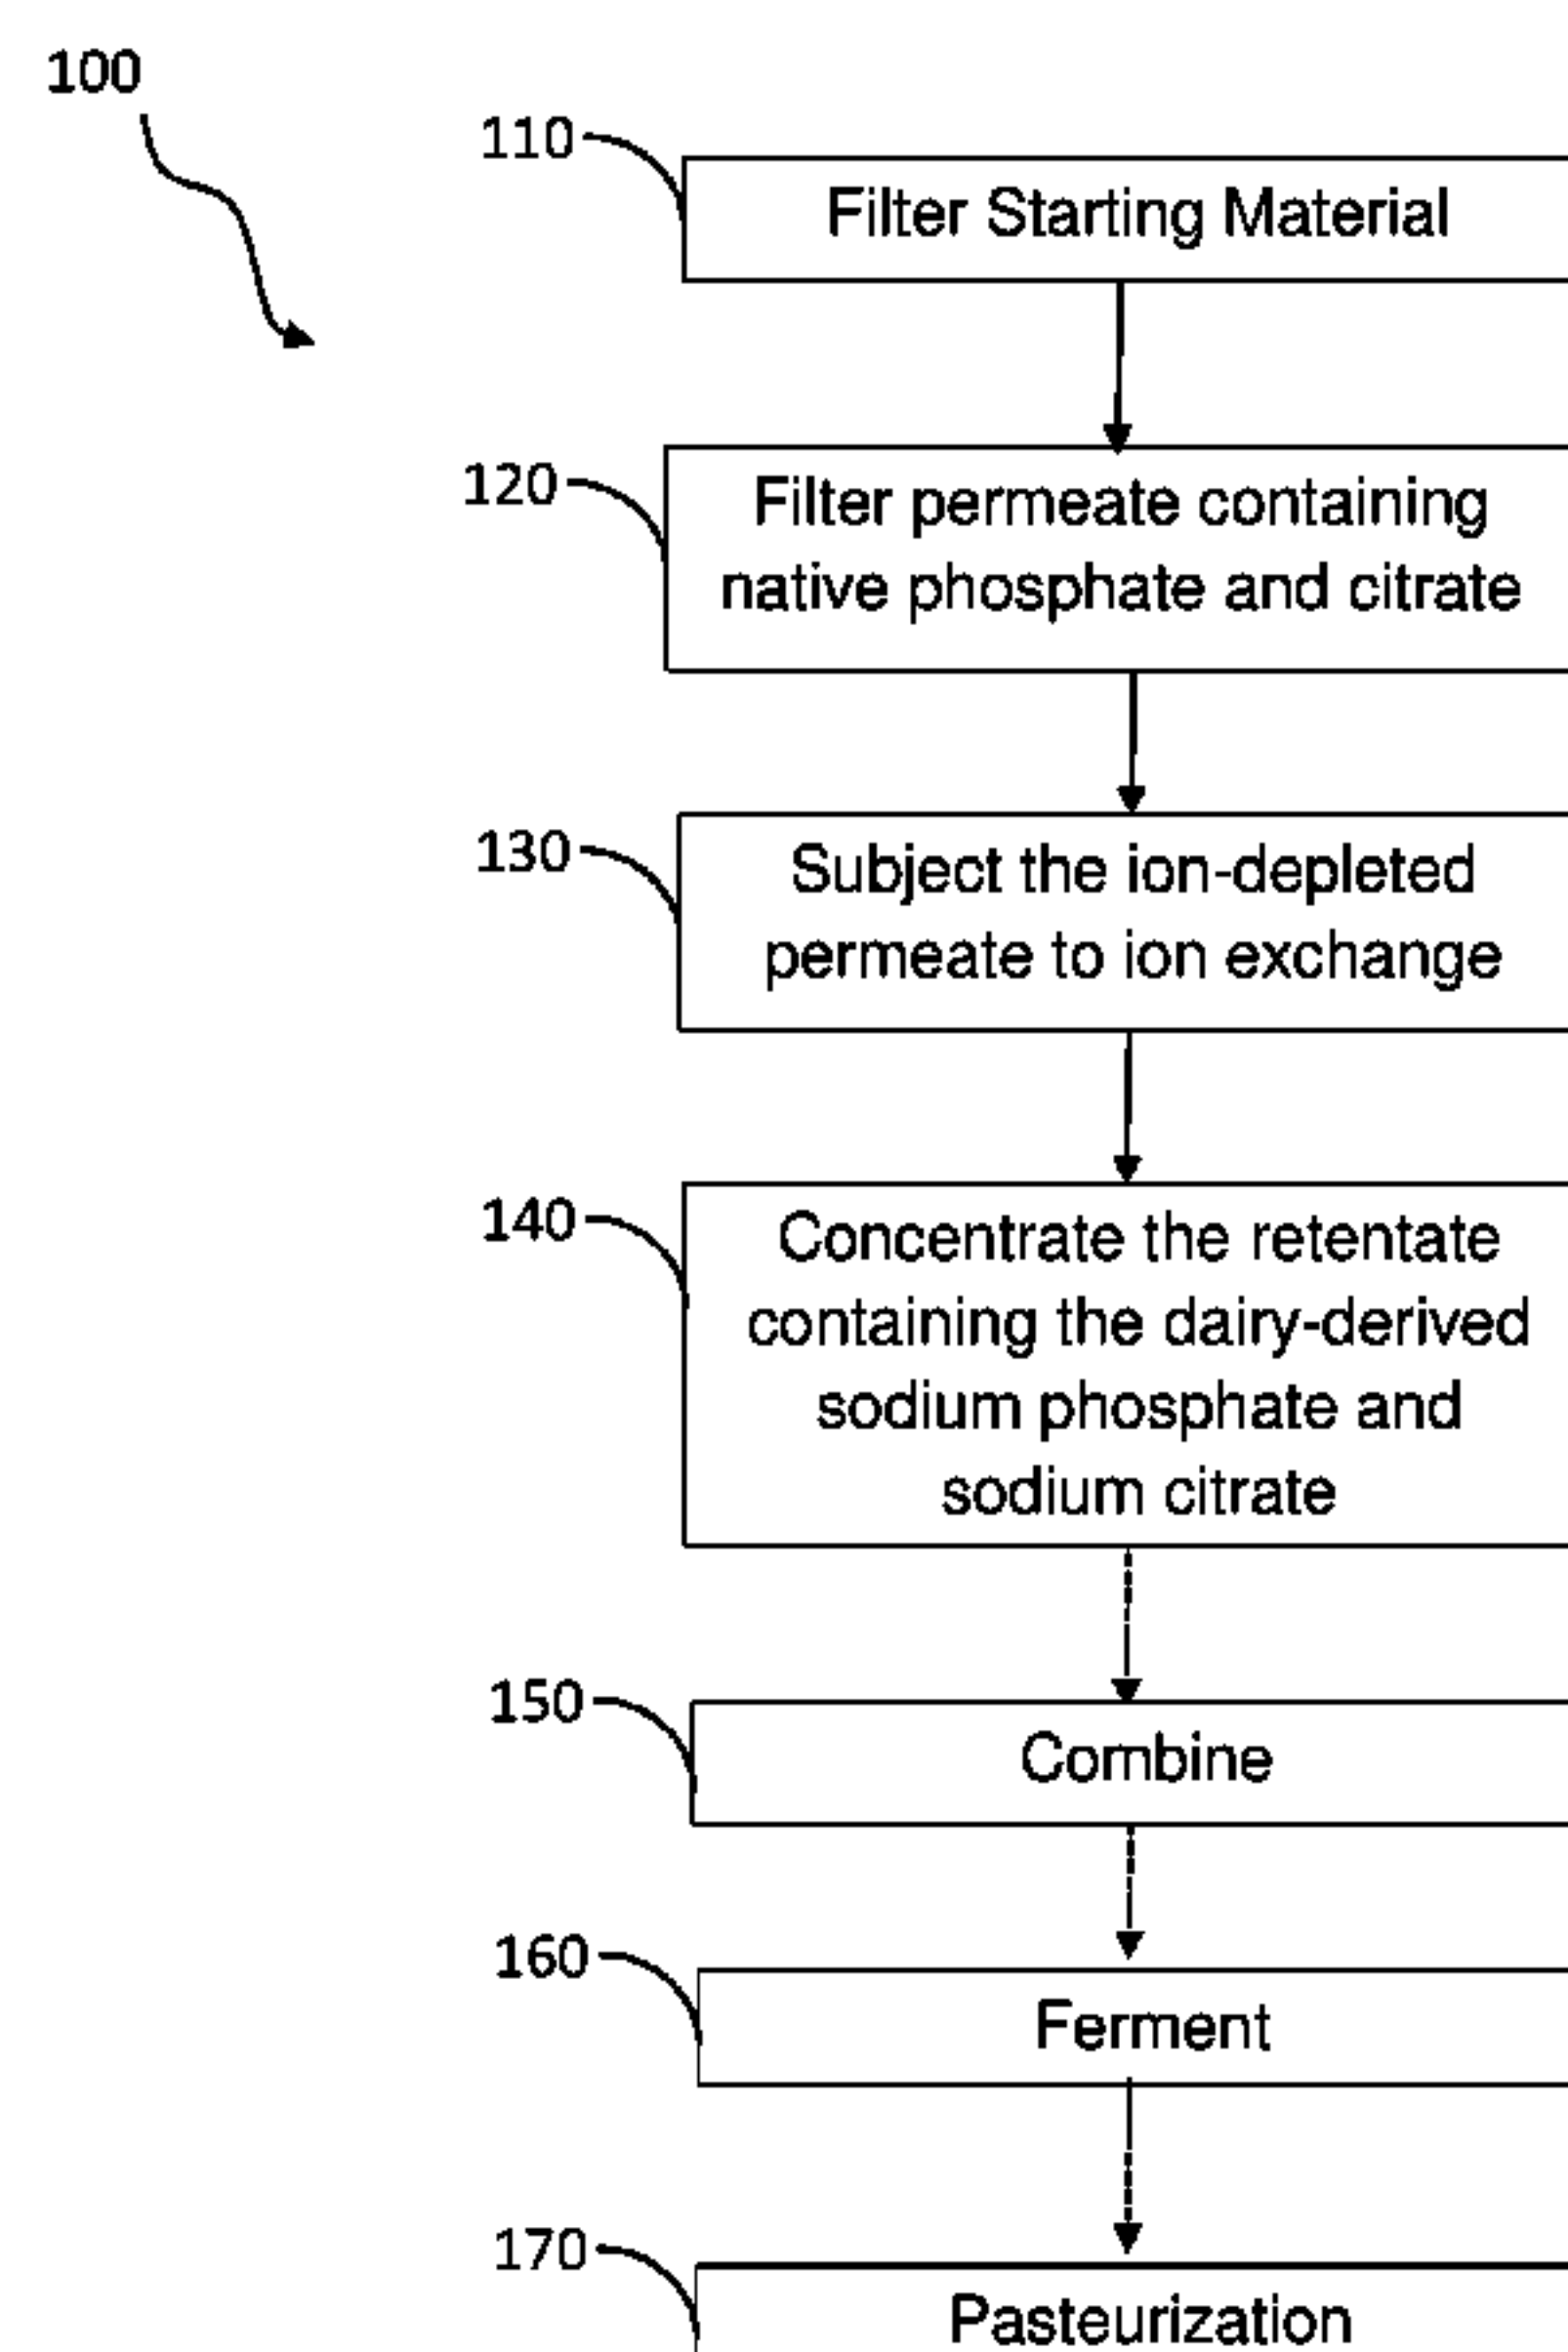 100
110
Filter Starting Material
120
Filter permeate containing
native phosphate and citrate
130
Subject the ion-depleted
permeate to ion exchange
140
Concentrate the retentate
containing the dairy-derived
sodium phosphate and
sodium citrate
150
Combine
160
Ferment
170
Pasteurization